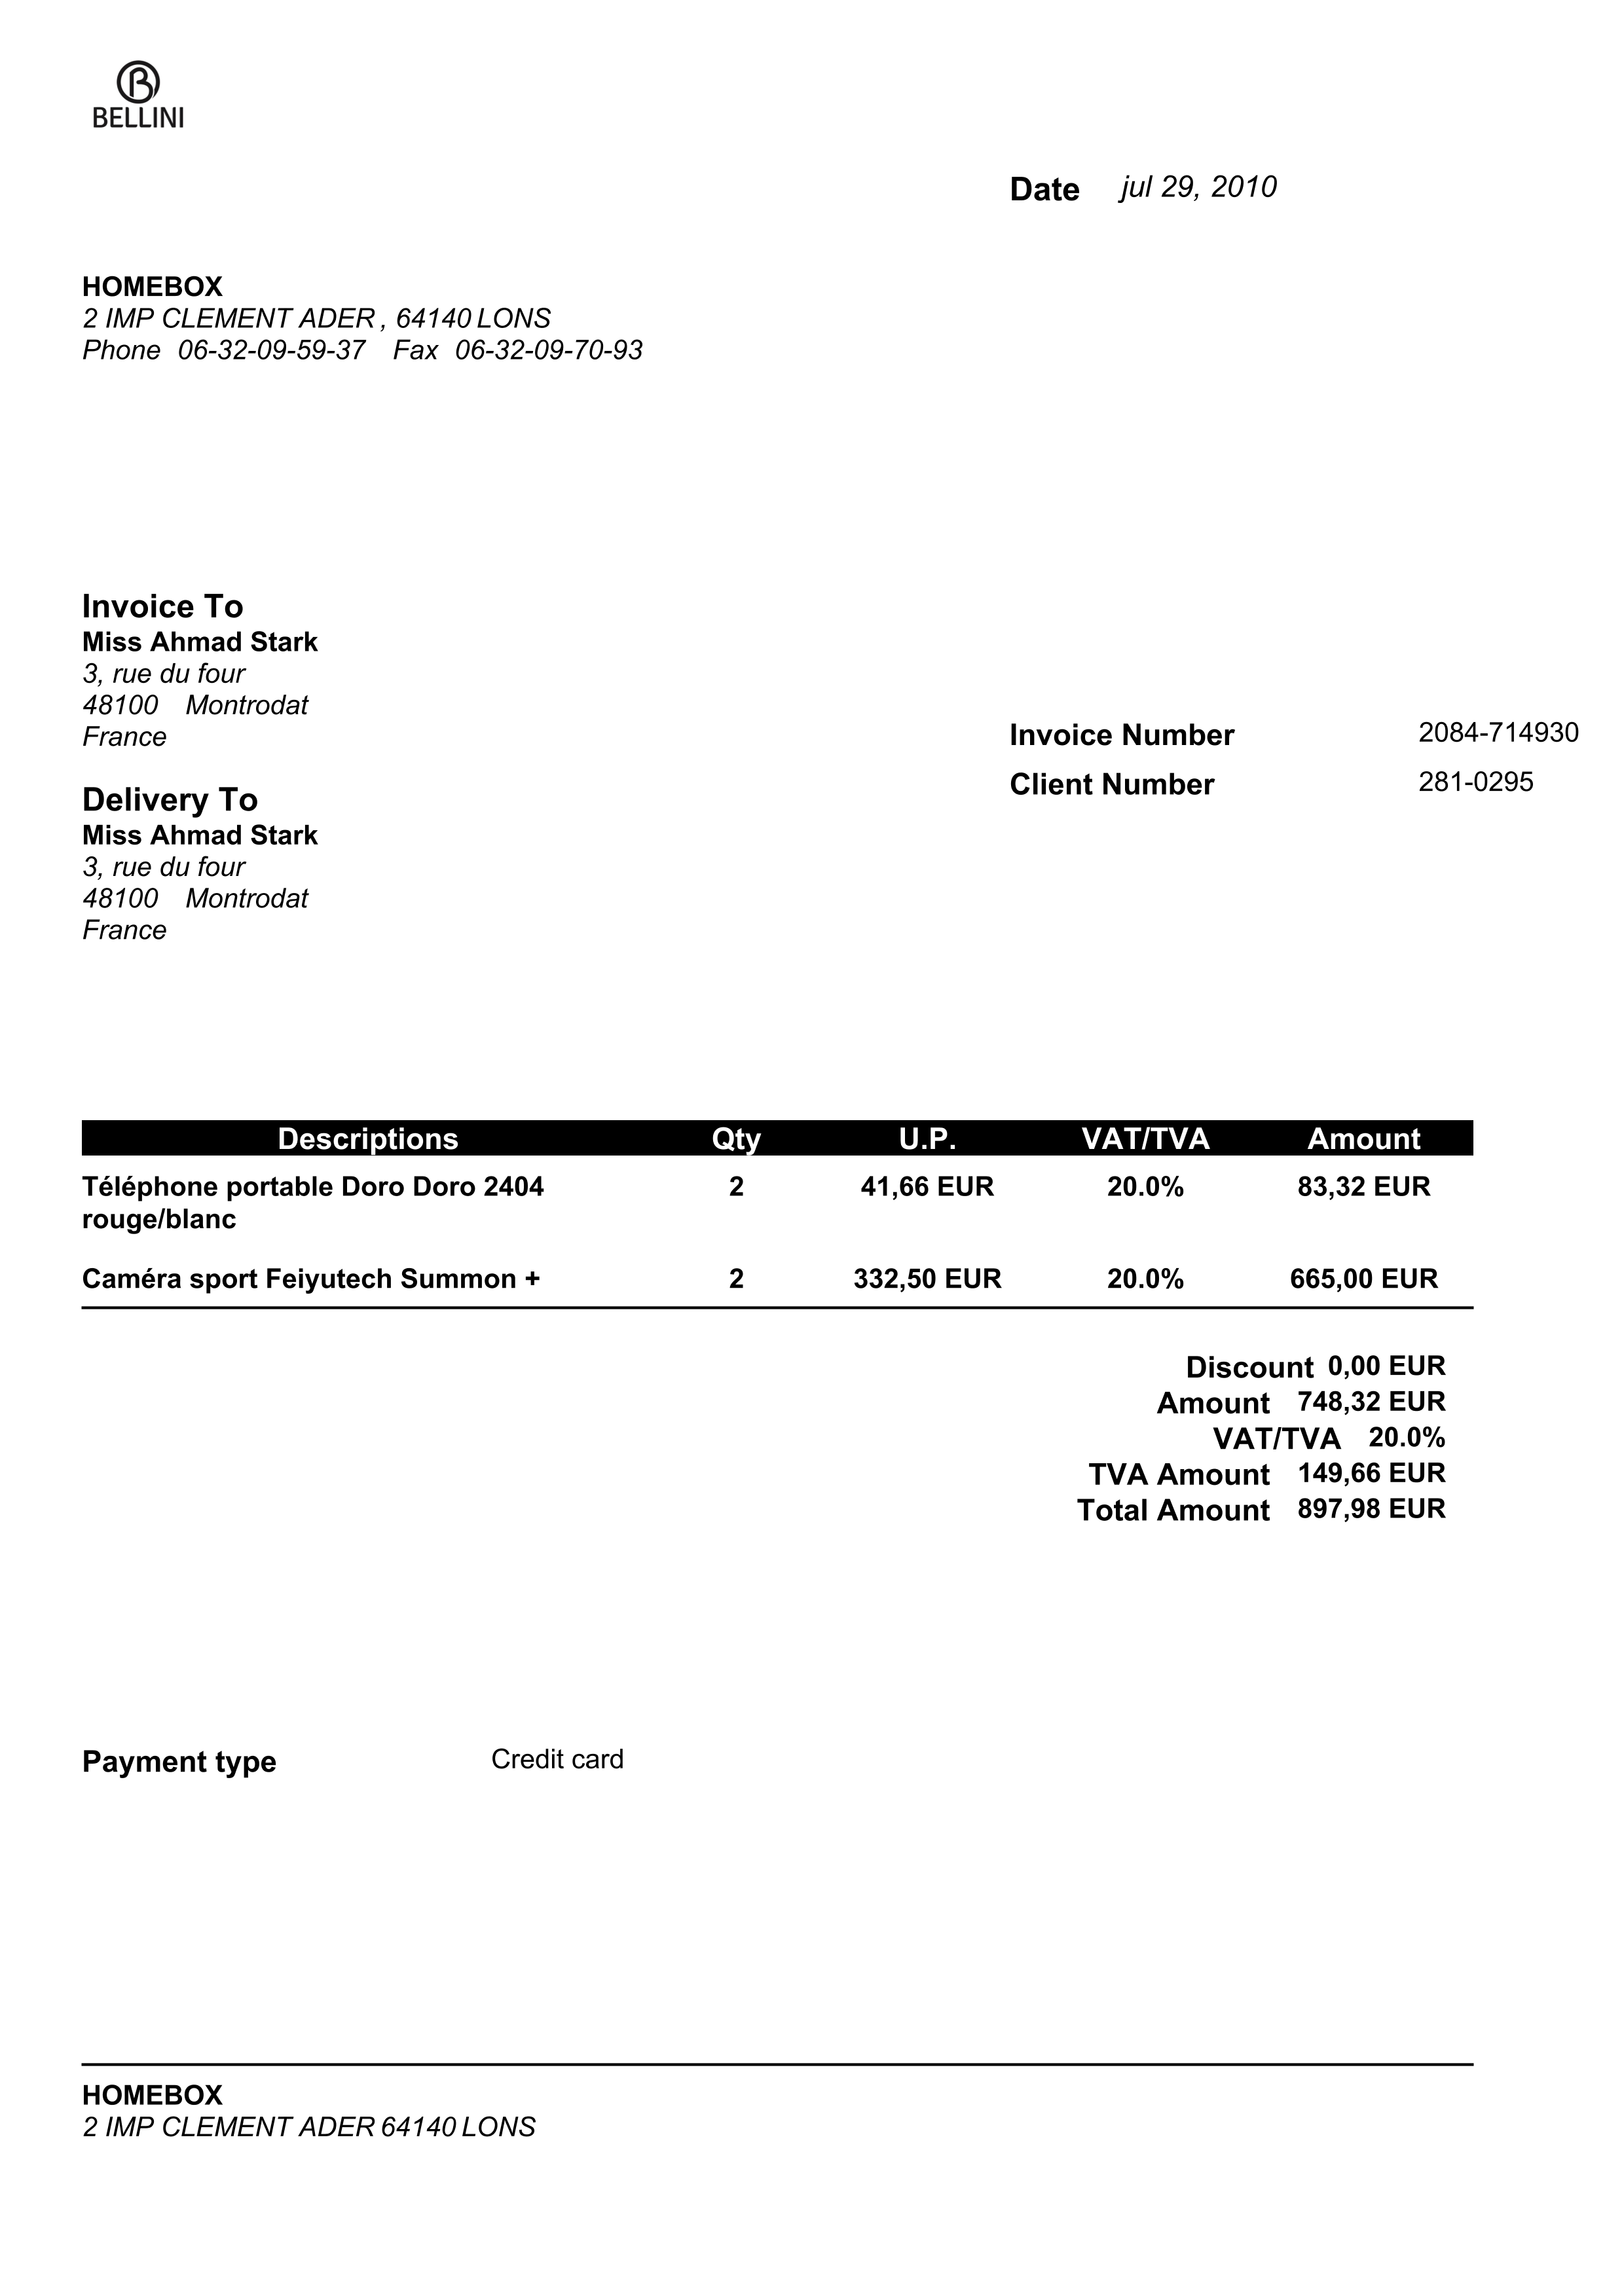 BELLINI
Date jul 29, 2010
HOMEBOX
2 IMP CLEMENT ADER , 64140 LONS
Phone 06-32-09-59-37 Fax 06-32-09-70-93
Invoice To
Miss Ahmad Stark
3, rue du four
48100 Montrodat
France
Invoice Number 2084-714930
Client Number 281-0295
Delivery To
Miss Ahmad Stark
3, rue du four
48100 Montrodat
France
Descriptions Qty U.P. VAT/TVA Amount
Téléphone portable Doro Doro 2404 2 41,66 EUR 20.0% 83,32 EUR
rouge/blanc
Caméra sport Feiyutech Summon + 2 332,50 EUR 20.0% 665,00 EUR
Discount 0,00 EUR
Amount 748,32 EUR
VAT/TVA 20.0%
TVA Amount 149,66 EUR
Total Amount 897,98 EUR
Payment type Credit card
HOMEBOX
2 IMP CLEMENT ADER 64140 LONS